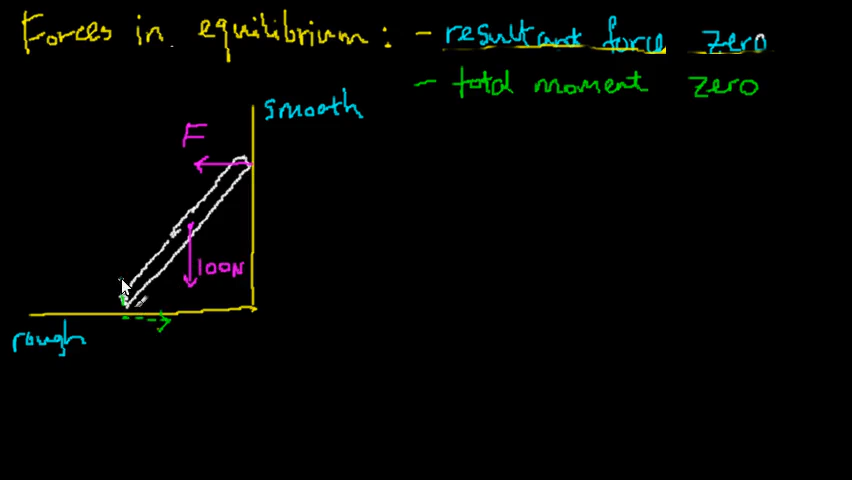 Forces in equilibrium : - resultant force zero
- total moment zero
smooth
F
100N
rough